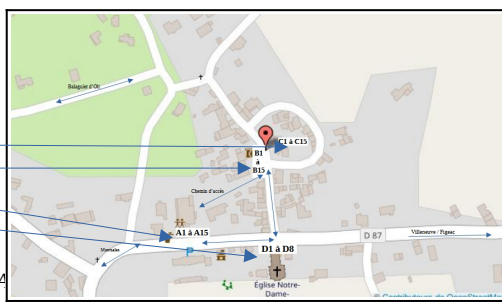 Balaguier d'Olt
C1 à C15
B1
à
B15
Chemin d'accès
A1 à A15
D 87
Villeneuve / Figeac
Mernales
P
D1 à D8
Église Notre-
Dame-
© Contributeurs de OpenStreetMap